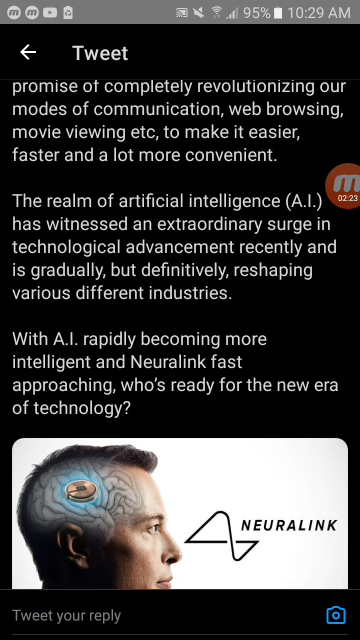 95% 10:29 AM
Tweet
promise of completely revolutionizing our
modes of communication, web browsing,
movie viewing etc, to make it easier,
faster and a lot more convenient.
The realm of artificial intelligence (A.I.)
has witnessed an extraordinary surge in
technological advancement recently and
is gradually, but definitively, reshaping
various different industries.
02:23
With A.I. rapidly becoming more
intelligent and Neuralink fast
approaching, who's ready for the new era
of technology?
NEURALINK
Tweet your reply